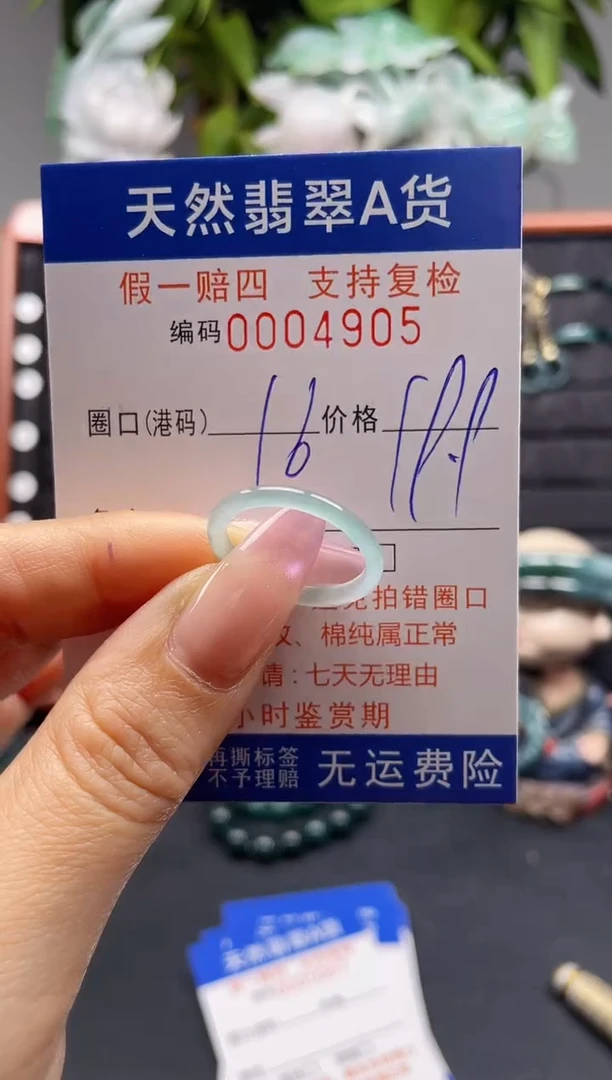 天然翡翠A货
假一赔四 支持复检
编码0004905
圈口(港码) 16 价格
拍错圈口
、棉纯属正常
请:七天无理由
小时鉴赏期
再撕标签
不予理赔
无运费险